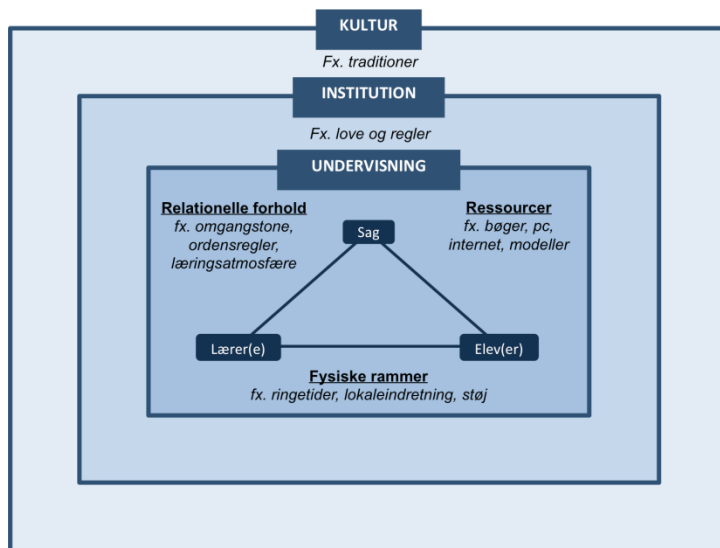 KULTUR
Fx. traditioner
INSTITUTION
Fx. love og regler
UNDERVISNING
Relationelle forhold
fx. omgangstone,
ordensregler,
læringsatmosfære
Ressourcer
fx. bøger, pc,
internet, modeller
Sag
Lærer(e)
Elev(er)
Fysiske rammer
fx. ringetider, lokaleindretning, støj